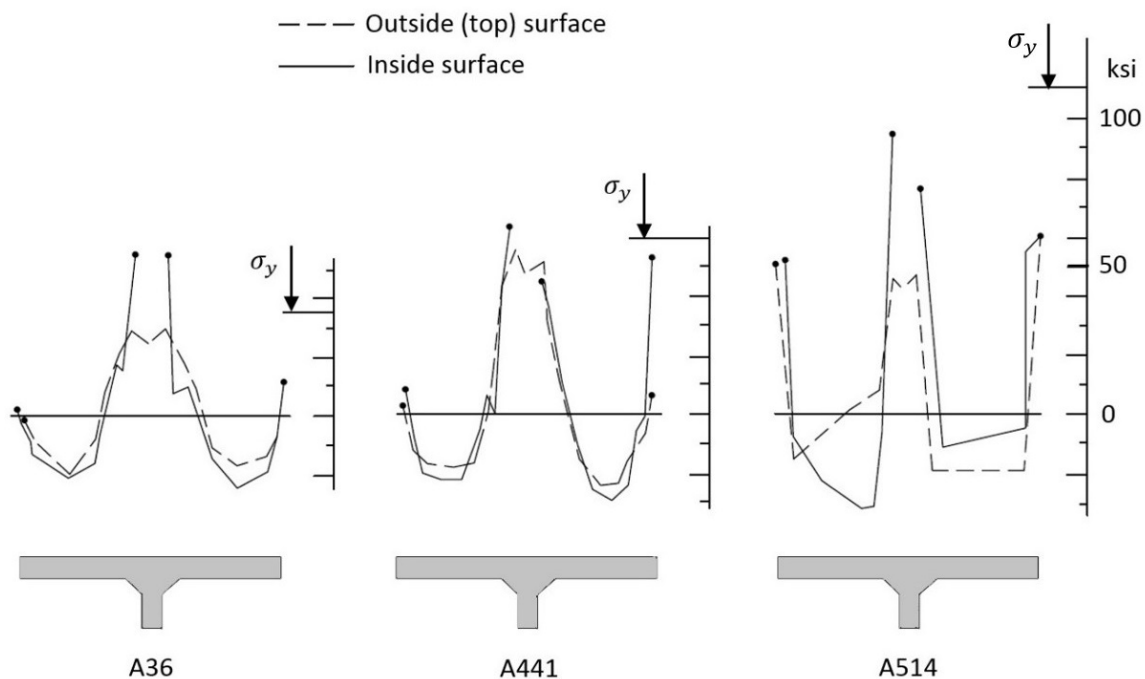 Outside (top) surface
Inside surface
σy
σy
σy
ksi
100
50
0
A36
A441
A514